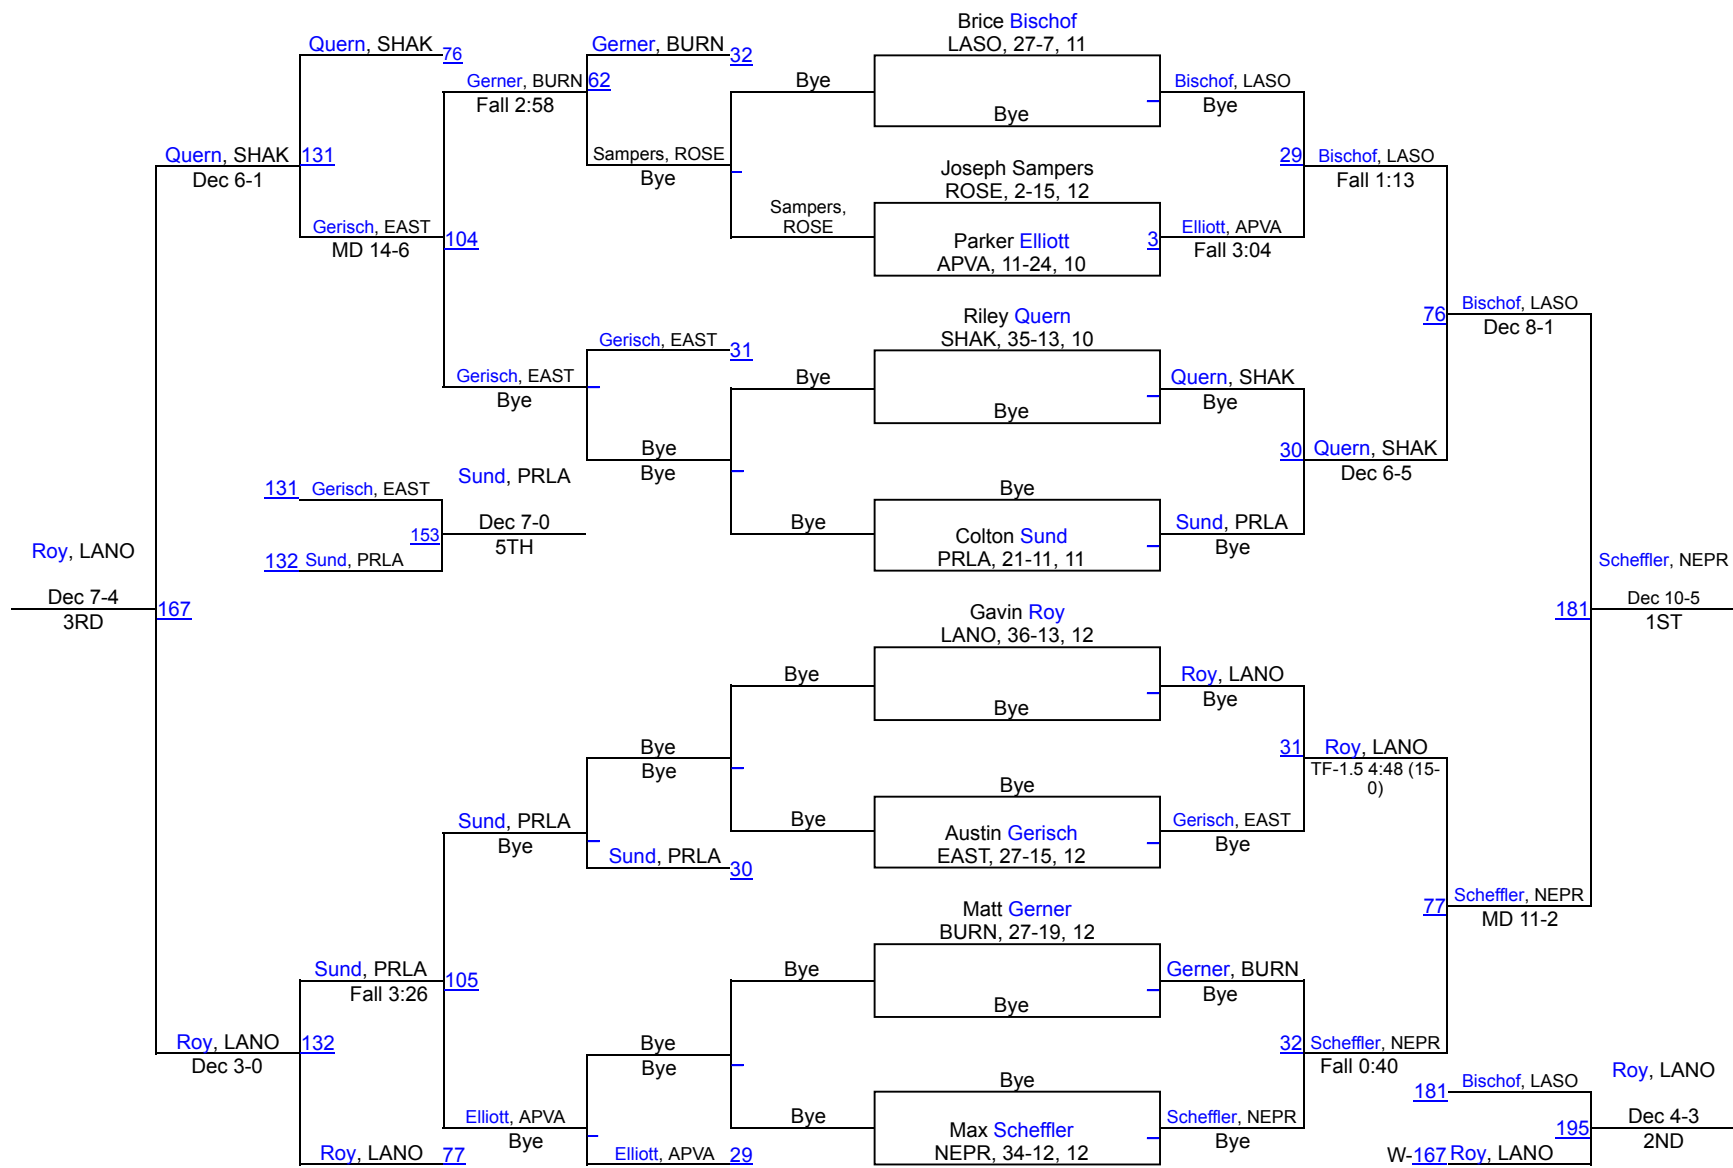 Brice Bischof
LASO, 27-7, 11
Quern, SHAK
76
Gerner, BURN
32
Gerner, BURN
62
Fall 2:58
Bye
Bye
Bischof, LASO
Bye
Quern, SHAK
131
Dec 6-1
Sampers, ROSE
Bye
Joseph Sampers
ROSE, 2-15, 12
29
Bischof, LASO
Fall 1:13
Gerisch, EAST
104
MD 14-6
Sampers,
ROSE
Parker Elliott
APVA, 11-24, 10
3
Elliott, APVA
Fall 3:04
Riley Quern
SHAK, 35-13, 10
76
Bischof, LASO
Dec 8-1
Gerisch, EAST
31
Gerisch, EAST
Bye
Bye
Bye
Quern, SHAK
Bye
Bye
Bye
30
Quern, SHAK
Dec 6-5
131
Gerisch, EAST
Sund, PRLA
Bye
153
Dec 7-0
5TH
Bye
Colton Sund
PRLA, 21-11, 11
Sund, PRLA
Bye
132
Sund, PRLA
Roy, LANO
Dec 7-4
3RD
167
Scheffler, NEPR
181
Dec 10-5
1ST
Gavin Roy
LANO, 36-13, 12
Bye
Bye
Roy, LANO
Bye
Bye
Bye
31
Roy, LANO
TF-1.5 4:48 (15-
0)
Bye
Sund, PRLA
Bye
Bye
Austin Gerisch
EAST, 27-15, 12
Gerisch, EAST
Bye
Sund, PRLA
30
Matt Gerner
BURN, 27-19, 12
77
Scheffler, NEPR
MD 11-2
Sund, PRLA
105
Fall 3:26
Bye
Bye
Gerner, BURN
Bye
Roy, LANO
132
Dec 3-0
Bye
Bye
32
Scheffler, NEPR
Fall 0:40
Bye
181
Bischof, LASO
Roy, LANO
Elliott, APVA
Bye
Bye
Max Scheffler
NEPR, 34-12, 12
Scheffler, NEPR
Bye
195
Dec 4-3
2ND
Roy, LANO
77
Elliott, APVA
29
W-167
Roy, LANO